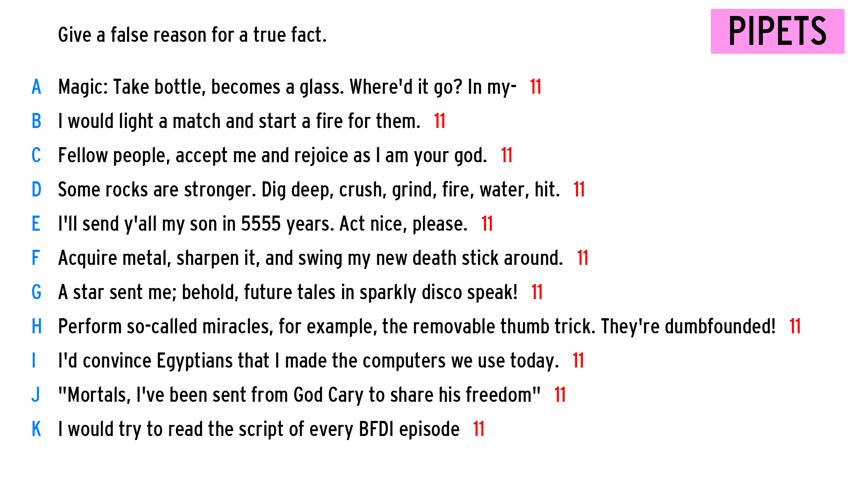 Give a false reason for a true fact.
PIPETS
A Magic: Take bottle, becomes a glass. Where'd it go? In my- 11
B I would light a match and start a fire for them. 11
C Fellow people, accept me and rejoice as I am your god. 11
D Some rocks are stronger. Dig deep, crush, grind, fire, water, hit. 11
E I'll send y'all my son in 5555 years. Act nice, please. 11
F Acquire metal, sharpen it, and swing my new death stick around. 11
G A star sent me; behold, future tales in sparkly disco speak! 11
H Perform so-called miracles, for example, the removable thumb trick. They're dumbfounded! 11
I I'd convince Egyptians that I made the computers we use today. 11
J "Mortals, I've been sent from God Cary to share his freedom" 11
K I would try to read the script of every BFDI episode 11